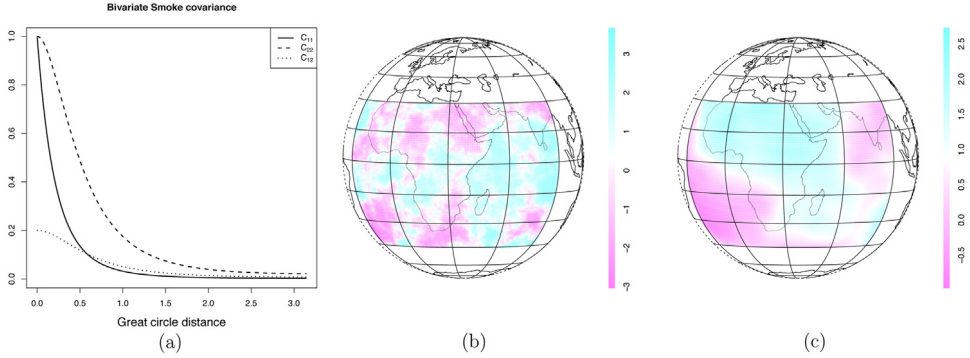 Bivariate Smoke covariance
C11
C22
C12
1.0
0.8
0.6
0.4
0.2
0.0
0.0 0.5 1.0 1.5 2.0 2.5 3.0
Great circle distance
(a)
3
2
1
0
-1
-2
-3
(b)
2.5
2.0
1.5
1.0
0.5
0.0
-0.5
(c)